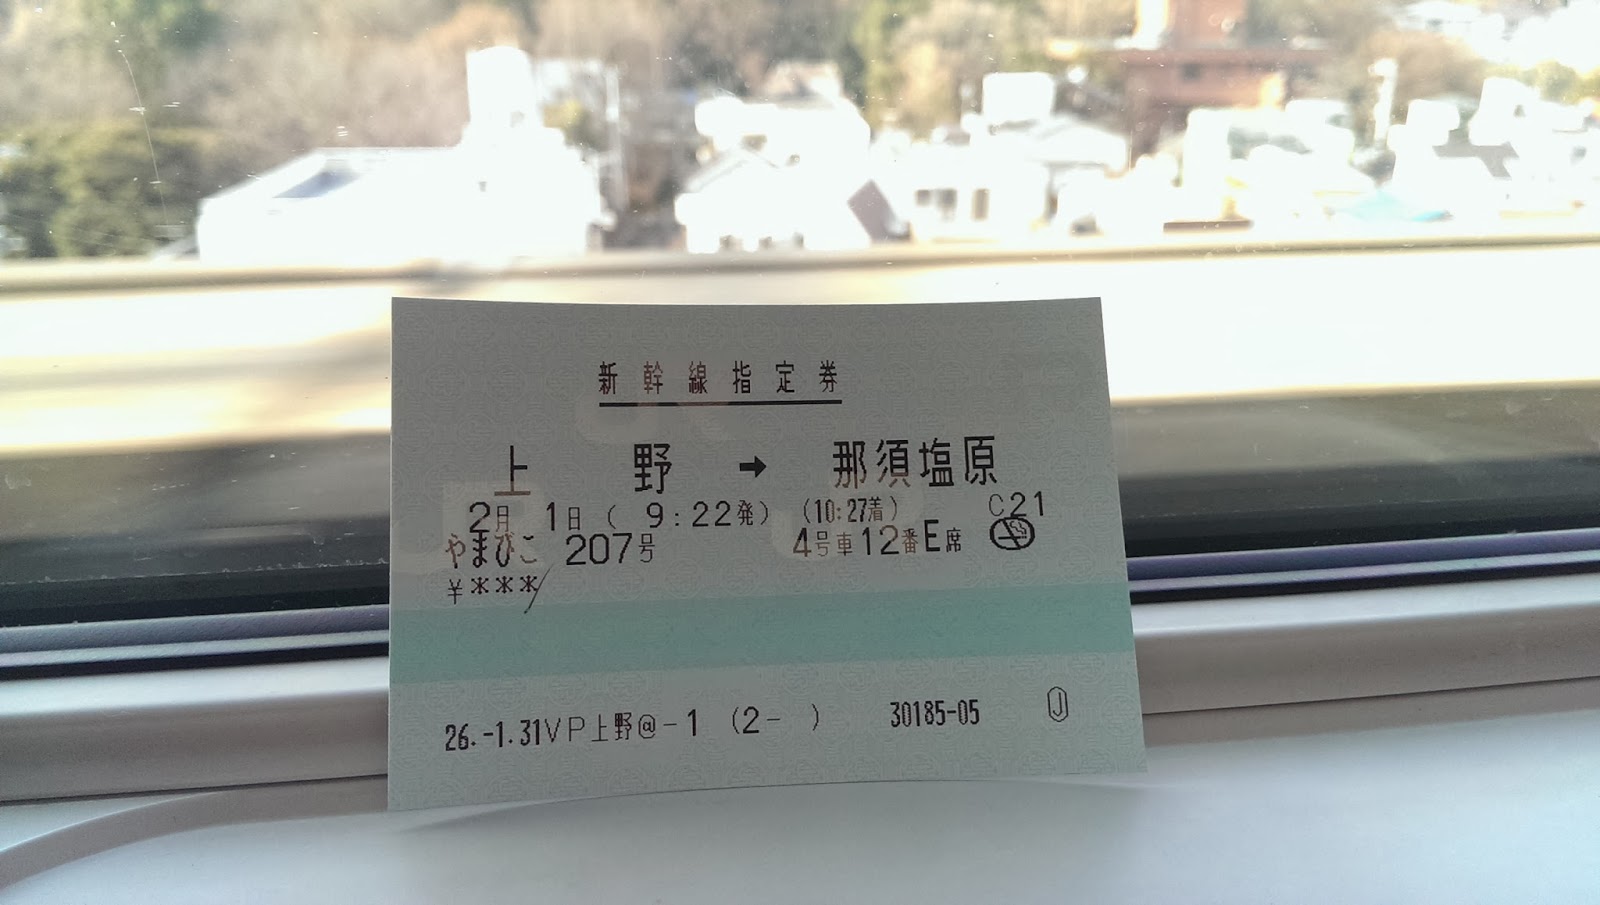 新幹線指定券
上野 → 那須塩原
2月 1日 ( 9:22発) (10:27着) C21
やまびこ 207号 4号車12番E席
¥***
26.-1.31VP上野@-1 (2- ) 30185-05 J